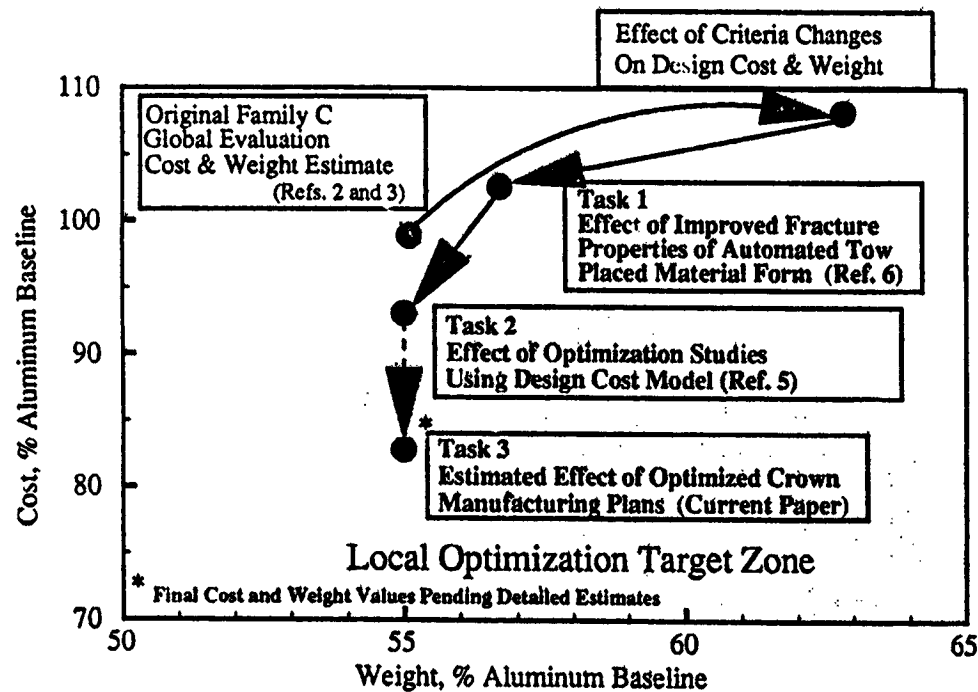 Effect of Criteria Changes
On Design Cost & Weight
110
Original Family C
Global Evaluation
Cost & Weight Estimate
(Refs. 2 and 3)
Task 1
Effect of Improved Fracture
Properties of Automated Tow
Placed Material Form (Ref. 6)
100
Cost, % Aluminum Baseline
Task 2
Effect of Optimization Studies
Using Design Cost Model (Ref. 5)
90
*
Task 3
Estimated Effect of Optimized Crown
Manufacturing Plans (Current Paper)
80
Local Optimization Target Zone
* Final Cost and Weight Values Pending Detailed Estimates
70
50
55
60
65
Weight, % Aluminum Baseline